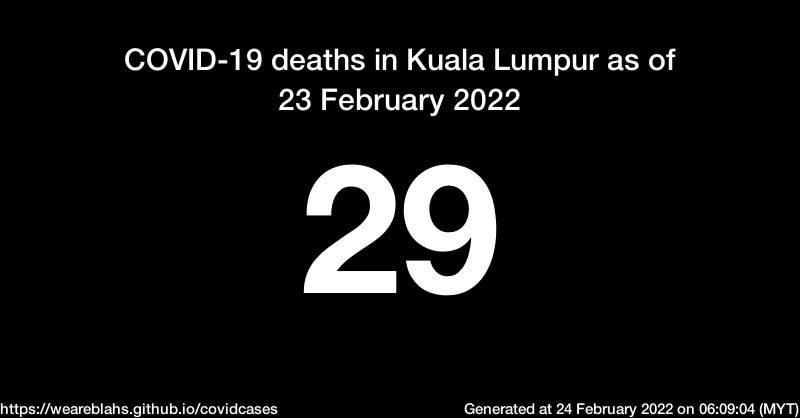 COVID-19 deaths in Kuala Lumpur as of
23 February 2022
29
https://weareblahs.github.io/covidcases
Generated at 24 February 2022 on 06:09:04 (MYT)